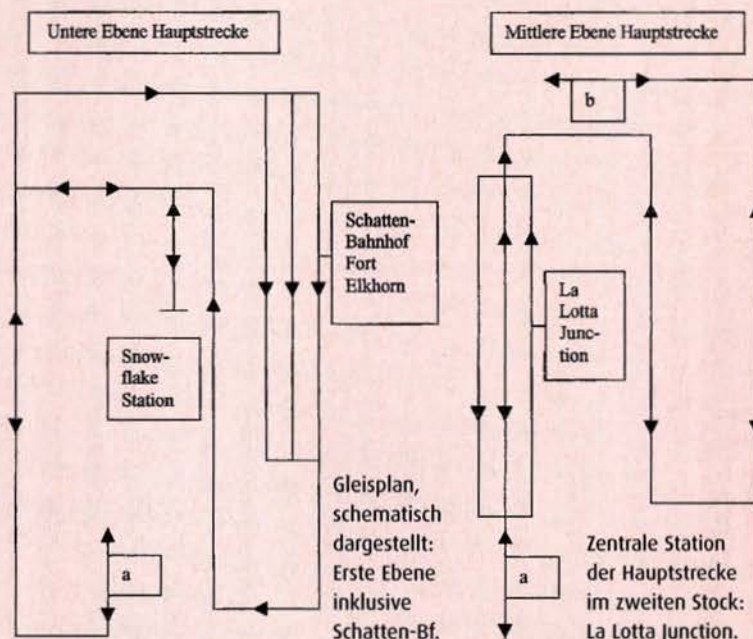 Untere Ebene Hauptstrecke
Schatten-
Bahnhof
Fort
Elkhorn
Snow-
flake
Station
a
Gleisplan,
schematisch
dargestellt:
Erste Ebene
inklusive
Schatten-Bf.
Mittlere Ebene Hauptstrecke
b
La
Lotta
Junc-
tion
a
Zentrale Station
der Hauptstrecke
im zweiten Stock:
La Lotta Junction.